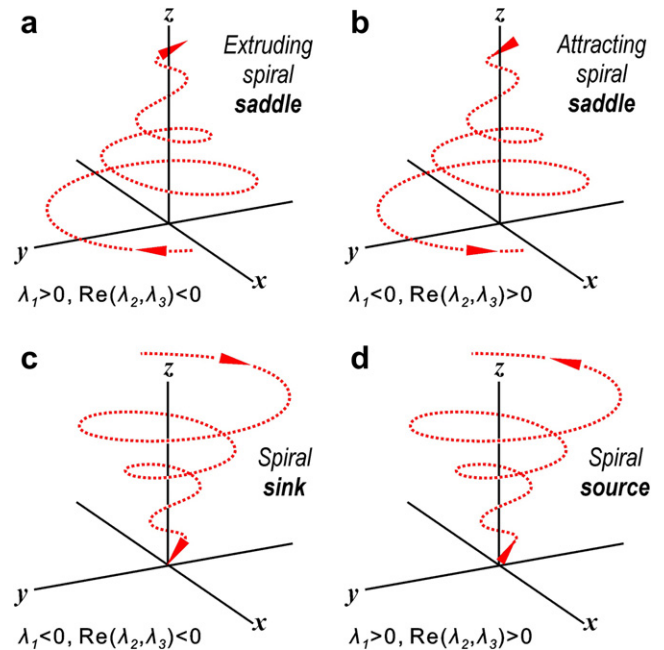 a
z
Extruding
spiral
saddle
y
x
λ₁>0, Re(λ₂,λ₃)<0
b
z
Attracting
spiral
saddle
y
x
λ₁<0, Re(λ₂,λ₃)>0
c
z
Spiral
sink
y
x
λ₁<0, Re(λ₂,λ₃)<0
d
z
Spiral
source
y
x
λ₁>0, Re(λ₂,λ₃)>0